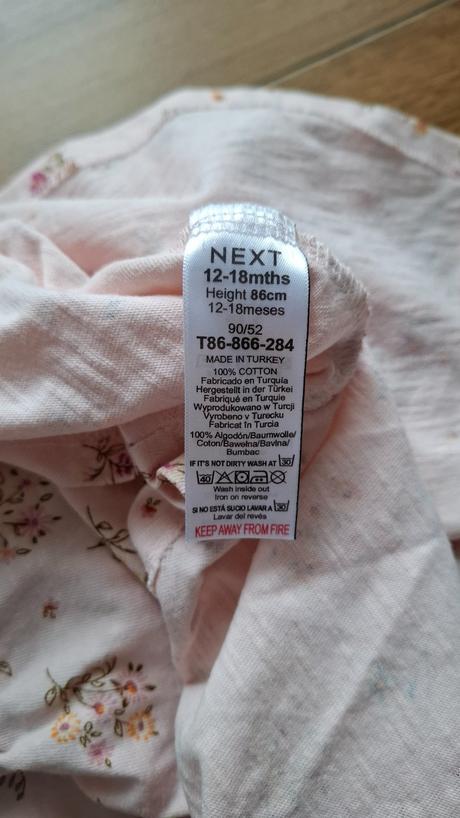 NEXT
12-18mths
Height 86cm
12-18meses
90/52
T86-866-284
MADE IN TURKEY
100% COTTON
Fabricado en Turquía
Hergestellt in der Türkei
Fabriqué en Turquie
Wyprodukowano w Turcji
Vyrobeno v Turecku
Fabricat în Turcia
100% Algodón/Baumwolle/
Coton/Bawełna/Bavlna/
Bumbac
IF IT'S NOT DIRTY WASH AT 30
40
Wash inside out
Iron on reverse
SI NO ESTÁ SUCIO LAVAR A 30
Lavar del revés
KEEP AWAY FROM FIRE